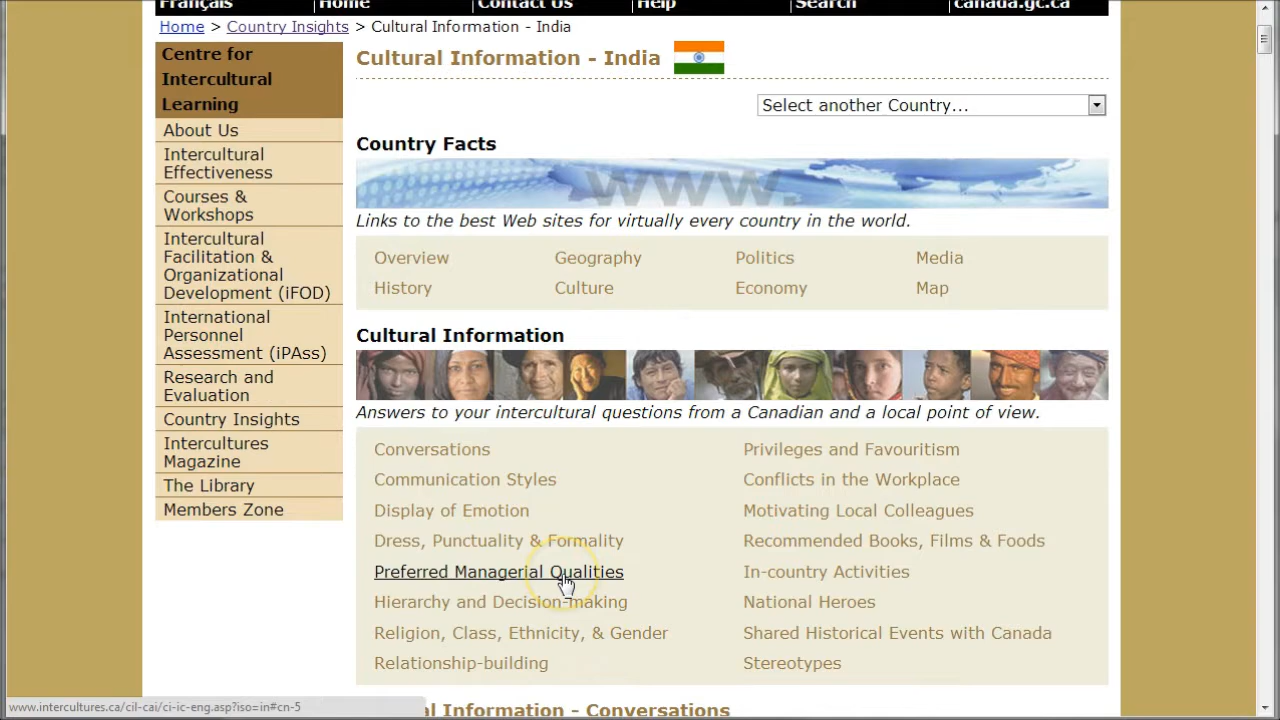 Français Home Contact Us Help Search canada.gc.ca
Home > Country Insights > Cultural Information - India
Centre for
Intercultural
Learning
About Us
Intercultural
Effectiveness
Courses &
Workshops
Intercultural
Facilitation &
Organizational
Development (iFOD)
International
Personnel
Assessment (iPAss)
Research and
Evaluation
Country Insights
Intercultures
Magazine
The Library
Members Zone
Cultural Information - India
Select another Country...
Country Facts
www.
Links to the best Web sites for virtually every country in the world.
Overview Geography Politics Media
History Culture Economy Map
Cultural Information
Answers to your intercultural questions from a Canadian and a local point of view.
Conversations Privileges and Favouritism
Communication Styles Conflicts in the Workplace
Display of Emotion Motivating Local Colleagues
Dress, Punctuality & Formality Recommended Books, Films & Foods
Preferred Managerial Qualities In-country Activities
Hierarchy and Decision-making National Heroes
Religion, Class, Ethnicity, & Gender Shared Historical Events with Canada
Relationship-building Stereotypes
al Information - Conversations
www.intercultures.ca/cil-cai/ci-ic-eng.asp?iso=in#cn-5